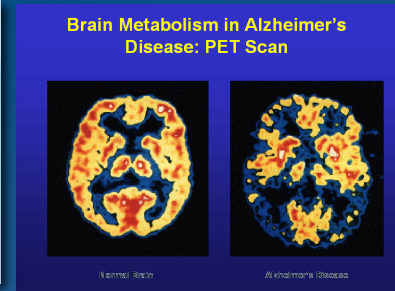 Brain Metabolism in Alzheimer's
Disease: PET Scan
Normal Brain
Alzheimer's Disease